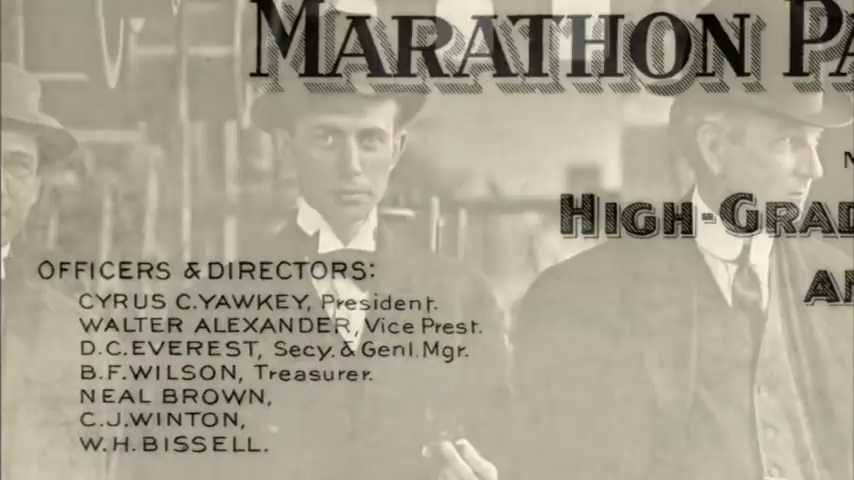 MARATHON PA
HIGH-GRAD
AN
OFFICERS & DIRECTORS:
CYRUS C. YAWKEY, President.
WALTER ALEXANDER, Vice Prest.
D.C. EVEREST, Secy. & Genl. Mgr.
B.F. WILSON, Treasurer.
NEAL BROWN,
C.J. WINTON,
W.H. BISSELL.